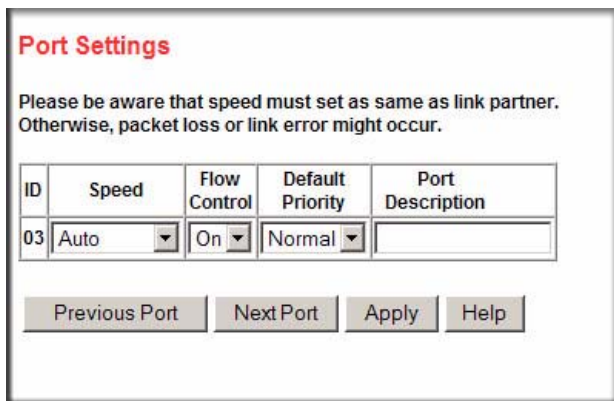 Port Settings
Please be aware that speed must set as same as link partner.
Otherwise, packet loss or link error might occur.
ID Speed Flow Control Default Priority Port Description
03 Auto On Normal
Previous Port Next Port Apply Help